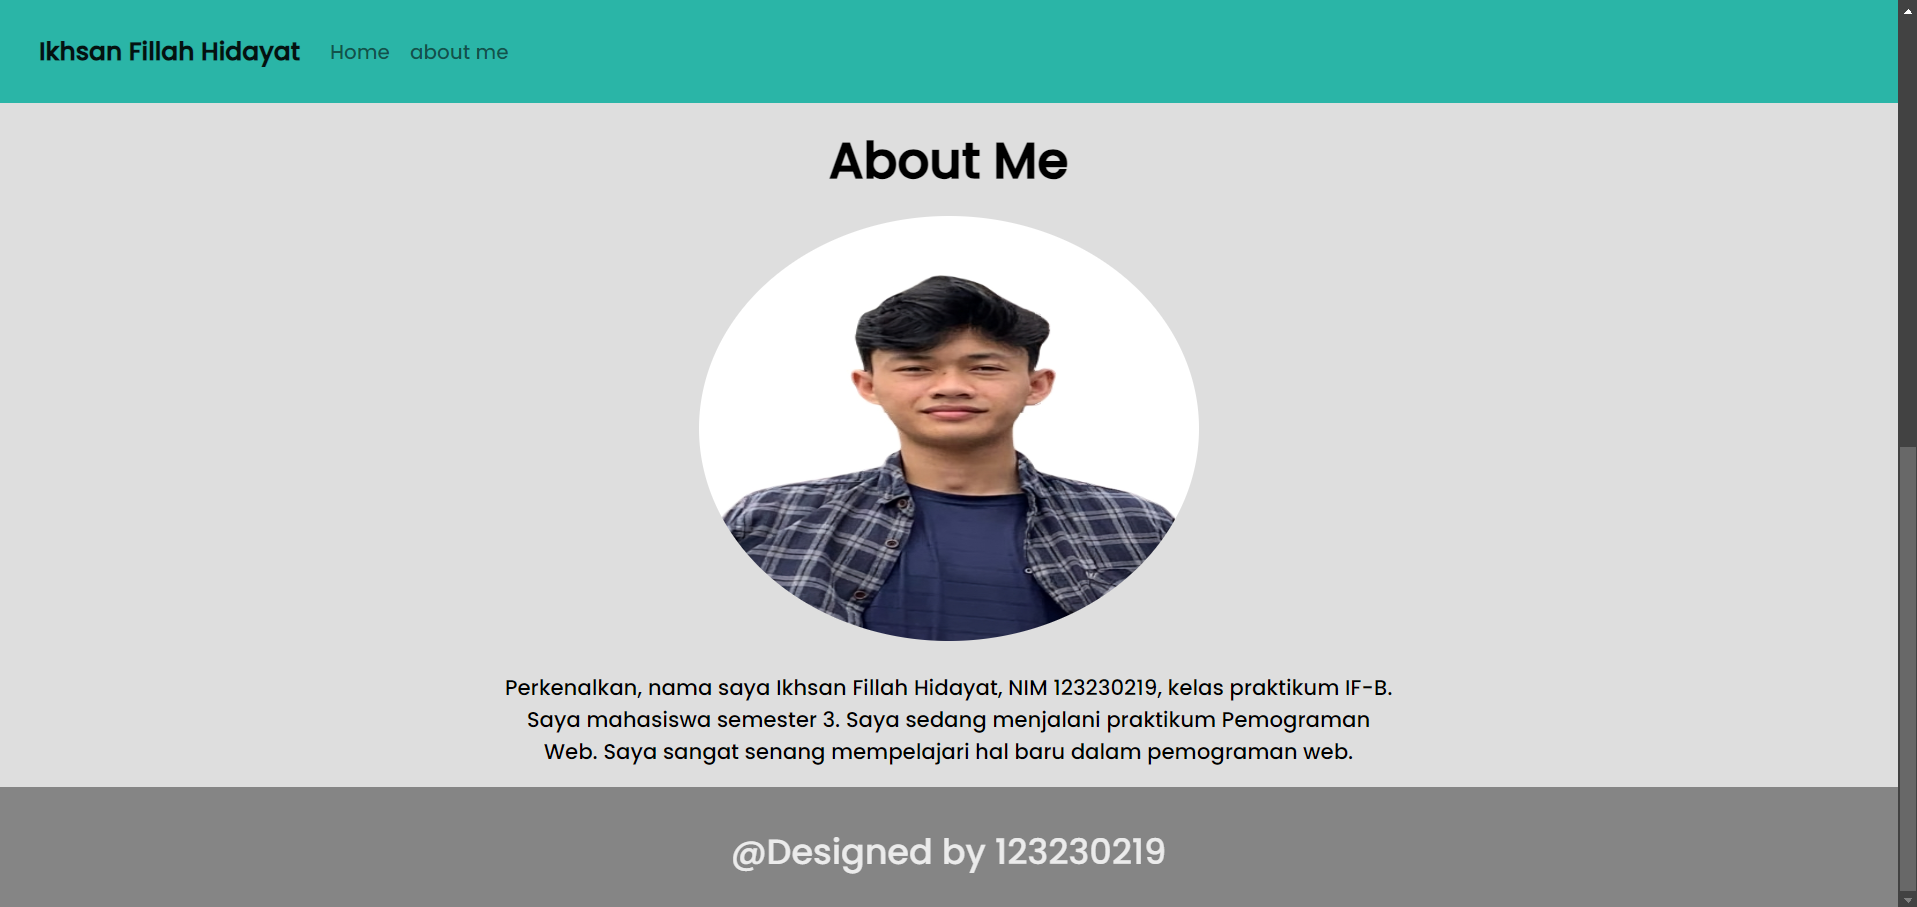 Ikhsan Fillah Hidayat Home about me
About Me
Perkenalkan, nama saya Ikhsan Fillah Hidayat, NIM 123230219, kelas praktikum IF-B.
Saya mahasiswa semester 3. Saya sedang menjalani praktikum Pemograman
Web. Saya sangat senang mempelajari hal baru dalam pemograman web.
@Designed by 123230219